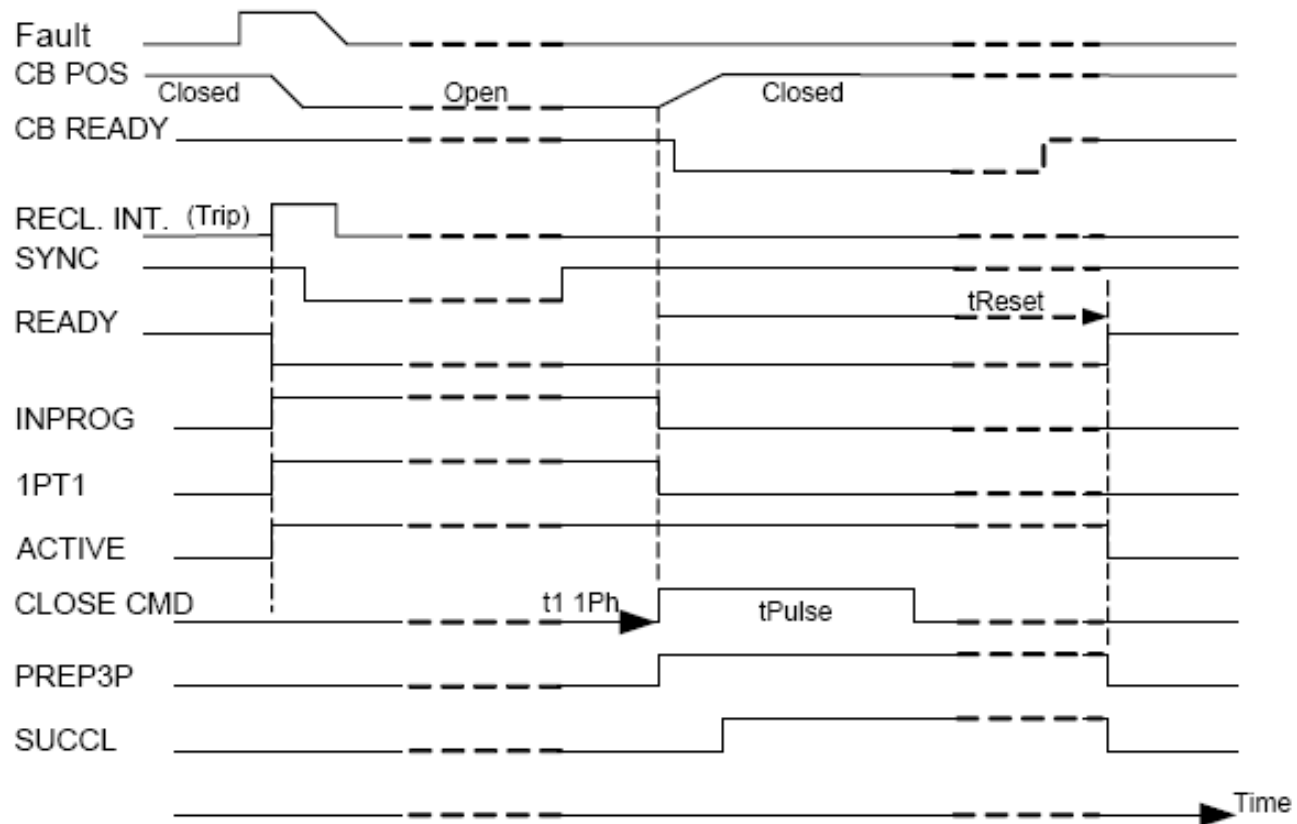 Fault
CB POS
Closed Open Closed
CB READY
RECL. INT. (Trip)
SYNC
tReset
READY
INPROG
1PT1
ACTIVE
CLOSE CMD t1 1Ph tPulse
PREP3P
SUCCL
Time